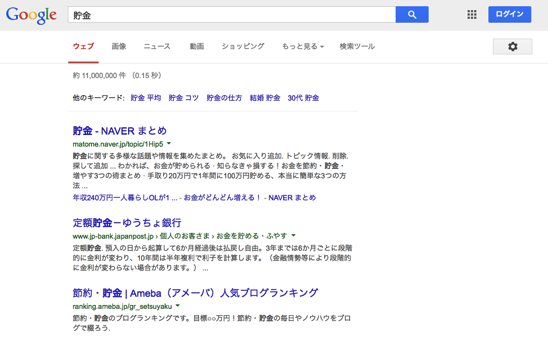 Google 貯金 ログイン
ウェブ 画像 ニュース 動画 ショッピング もっと見る 検索ツール
約 11,000,000 件 （0.15 秒）
他のキーワード: 貯金 平均 貯金 コツ 貯金の仕方 結婚 貯金 30代 貯金
貯金 - NAVER まとめ
matome.naver.jp/topic/1Hip5
貯金に関する多様な話題や情報を集めたまとめ。 お気に入り追加. トピック情報. 削除.
探して追加 ... わかれば、お金が貯められる · 知らなきゃ損する！お金を節約・貯金・
増やす3つの術まとめ · 手取り20万円で1年間に100万円貯める、本当に簡単な3つの方
法 ...
年収240万円一人暮らしOLが1 ... - お金がどんどん増える！ - NAVER まとめ
定額貯金－ゆうちょ銀行
www.jp-bank.japanpost.jp › 個人のお客さま › お金を貯める・ふやす
定額貯金. 預入の日から起算して6か月経過後は払戻し自由。3年までは6か月ごとに段階
的に金利が変わり、10年間は半年複利で利子を計算します。（金融情勢等により段階的
に金利が変わらない場合があります。） ...
節約・貯金 | Ameba（アメーバ）人気ブログランキング
ranking.ameba.jp/gr_setsuyaku
節約・貯金のブログランキングです。目標○○万円！節約・貯金の毎日やノウハウをブロ
グで綴ろう.